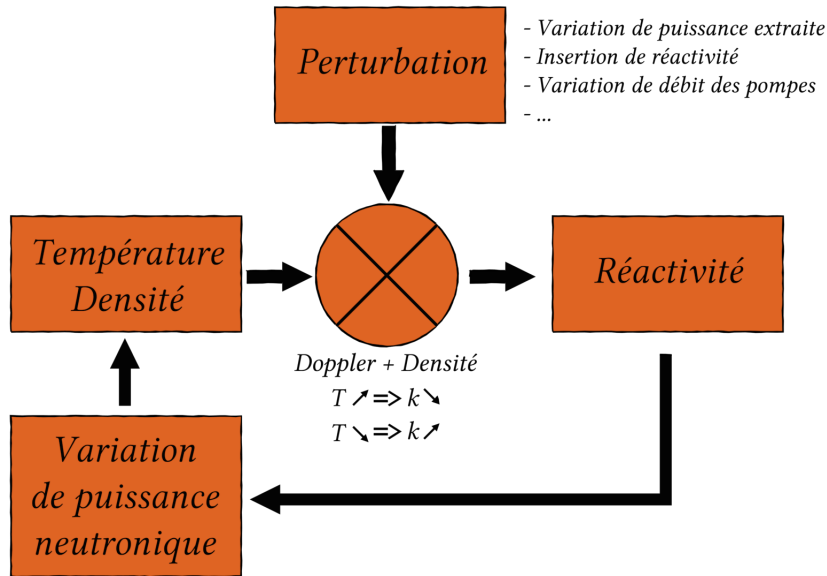 Perturbation
- Variation de puissance extraite
- Insertion de réactivité
- Variation de débit des pompes
- ...
Température
Densité
Réactivité
Doppler + Densité
T ↗ => k ↘
T ↘ => k ↗
Variation
de puissance
neutronique